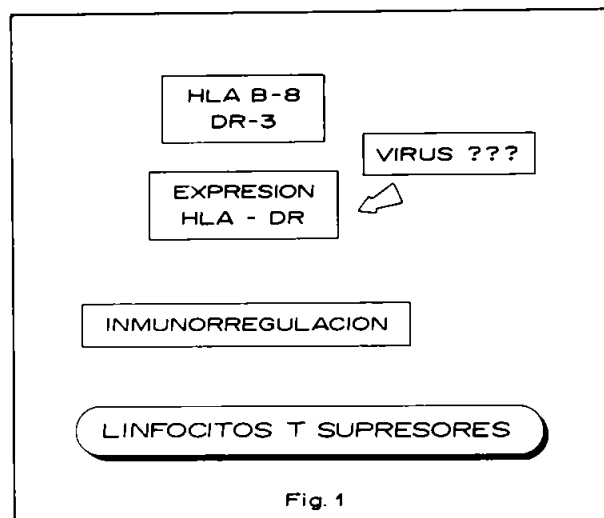 HLA B-8
DR-3
VIRUS ???
EXPRESION
HLA - DR
INMUNORREGULACION
LINFOCITOS T SUPRESORES
Fig. 1